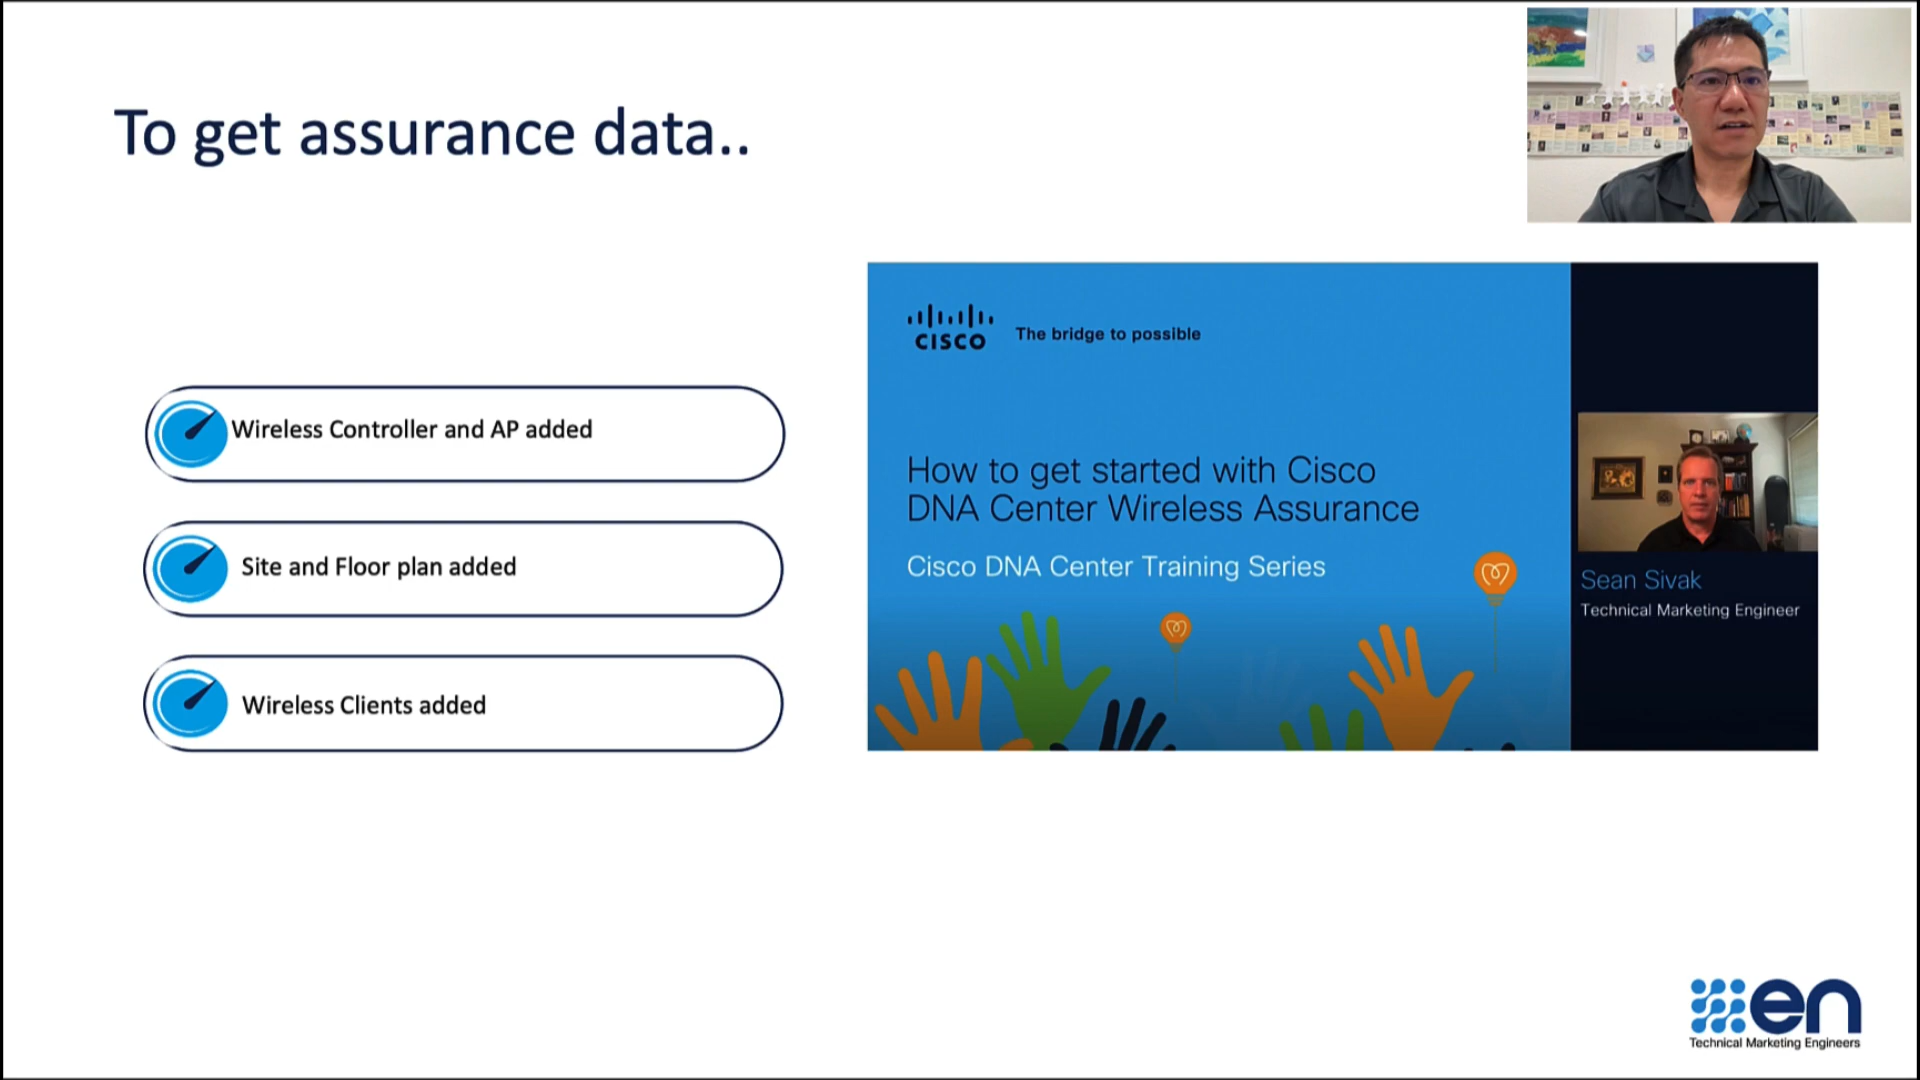 To get assurance data..
Wireless Controller and AP added
Site and Floor plan added
Wireless Clients added
CISCO
The bridge to possible
How to get started with Cisco
DNA Center Wireless Assurance
Cisco DNA Center Training Series
Sean Sivak
Technical Marketing Engineer
en
Technical Marketing Engineers